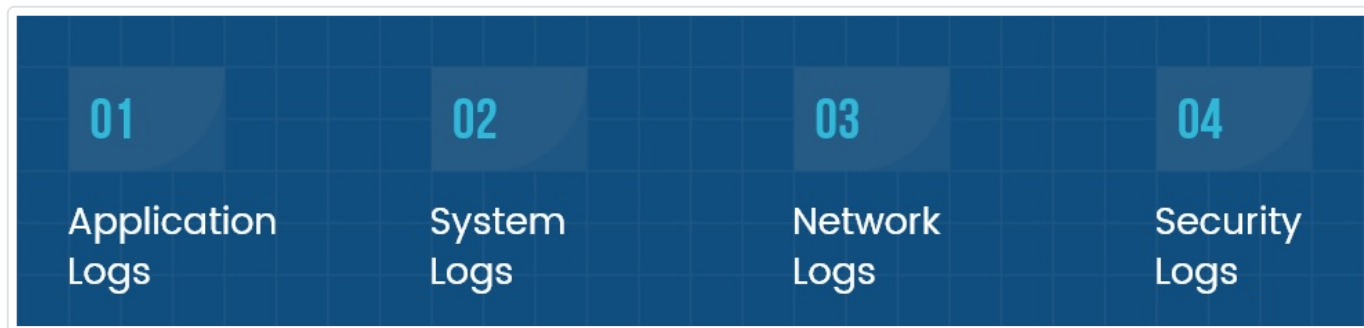 01
Application
Logs
02
System
Logs
03
Network
Logs
04
Security
Logs